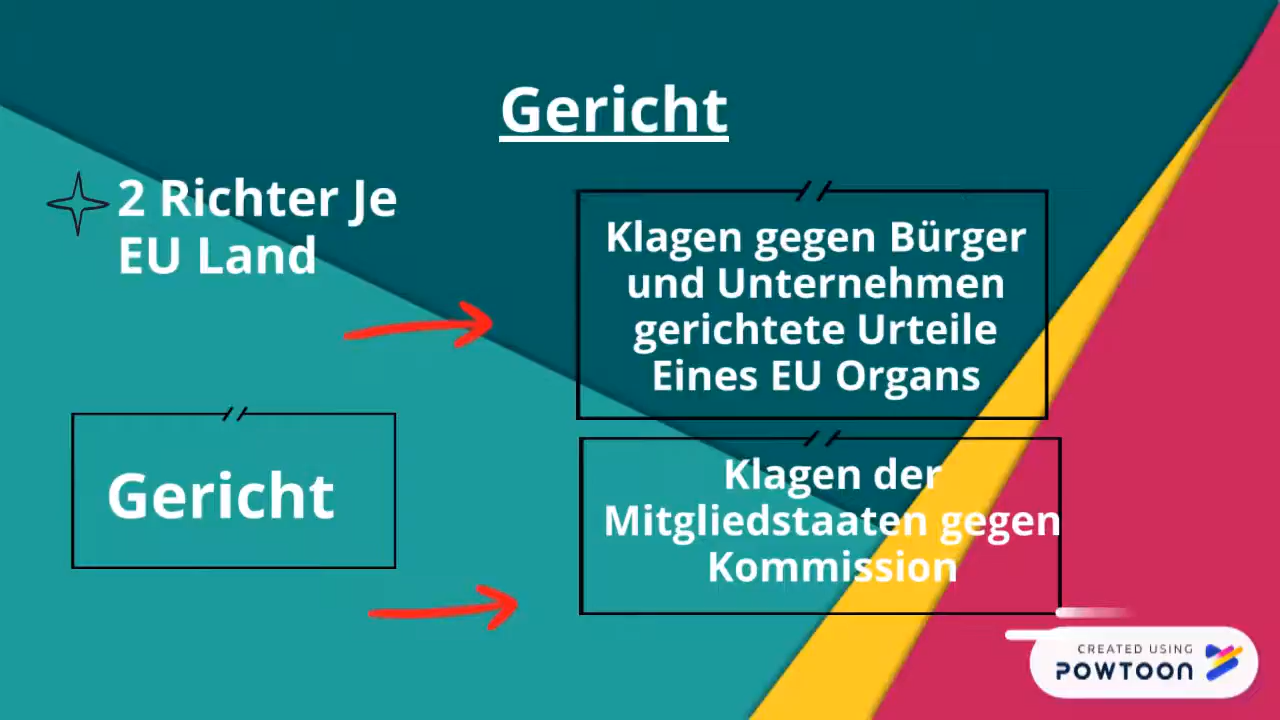 Gericht
2 Richter Je
EU Land
Klagen gegen Bürger
und Unternehmen
gerichtete Urteile
Eines EU Organs
Gericht
Klagen der
Mitgliedstaaten gegen
Kommission
CREATED USING
POWTOON